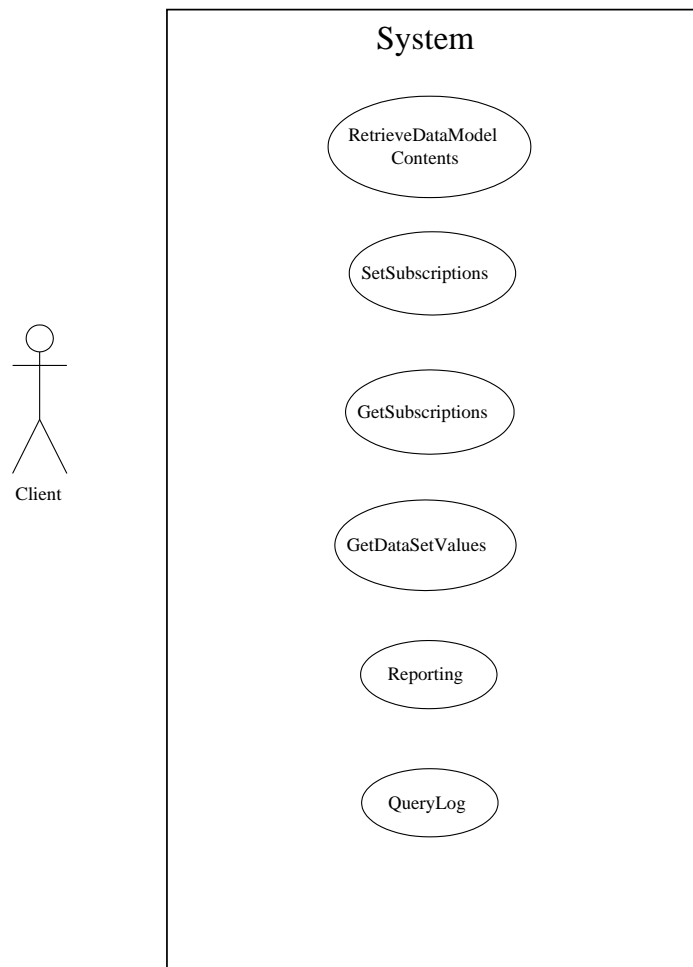 System
RetrieveDataModel
Contents
SetSubscriptions
GetSubscriptions
Client
GetDataSetValues
Reporting
QueryLog